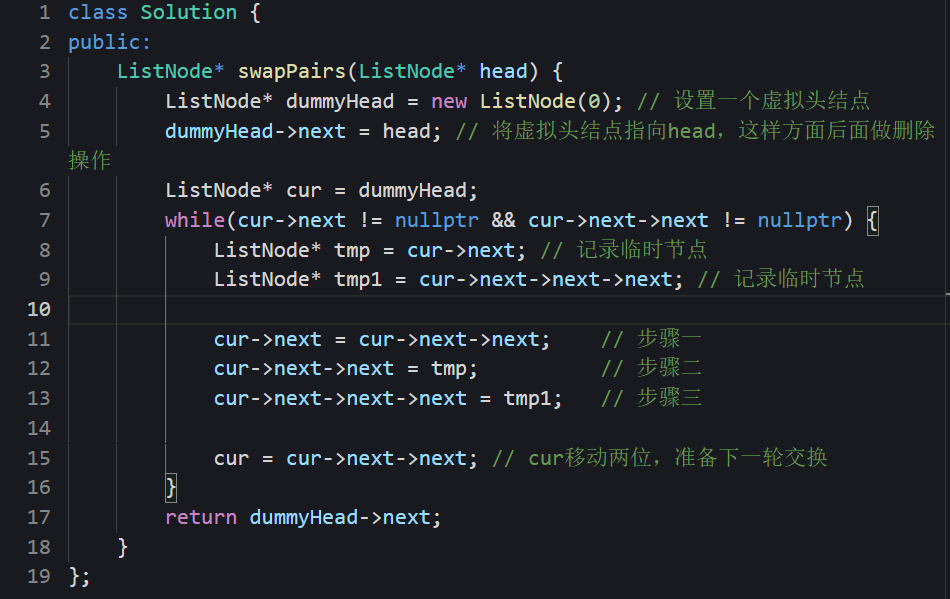 1 class Solution {
2 public:
3     ListNode* swapPairs(ListNode* head) {
4         ListNode* dummyHead = new ListNode(0); // 设置一个虚拟头结点
5         dummyHead->next = head; // 将虚拟头结点指向head，这样方面后面做删除
操作
6         ListNode* cur = dummyHead;
7         while(cur->next != nullptr && cur->next->next != nullptr) {
8             ListNode* tmp = cur->next; // 记录临时节点
9             ListNode* tmp1 = cur->next->next->next; // 记录临时节点
10
11             cur->next = cur->next->next;    // 步骤一
12             cur->next->next = tmp;          // 步骤二
13             cur->next->next->next = tmp1;   // 步骤三
14
15             cur = cur->next->next; // cur移动两位，准备下一轮交换
16         }
17         return dummyHead->next;
18     }
19 };